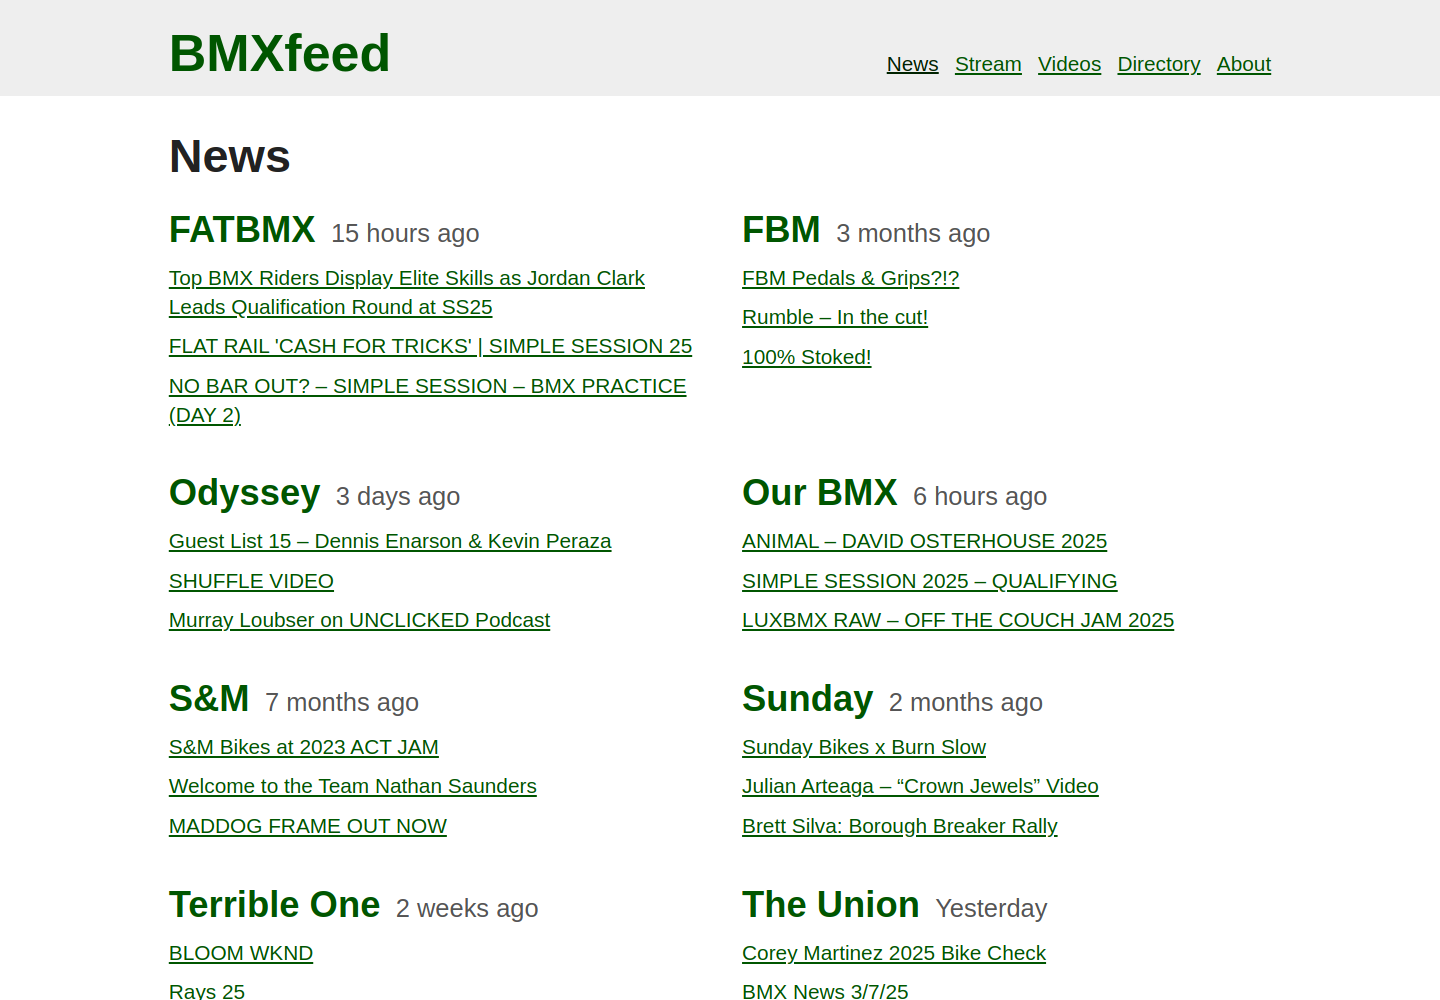 BMXfeed
News Stream Videos Directory About
News
FATBMX 15 hours ago
Top BMX Riders Display Elite Skills as Jordan Clark
Leads Qualification Round at SS25
FLAT RAIL 'CASH FOR TRICKS' | SIMPLE SESSION 25
NO BAR OUT? – SIMPLE SESSION – BMX PRACTICE
(DAY 2)
FBM 3 months ago
FBM Pedals & Grips?!?
Rumble – In the cut!
100% Stoked!
Odyssey 3 days ago
Guest List 15 – Dennis Enarson & Kevin Peraza
SHUFFLE VIDEO
Murray Loubser on UNCLICKED Podcast
Our BMX 6 hours ago
ANIMAL – DAVID OSTERHOUSE 2025
SIMPLE SESSION 2025 – QUALIFYING
LUXBMX RAW – OFF THE COUCH JAM 2025
S&M 7 months ago
S&M Bikes at 2023 ACT JAM
Welcome to the Team Nathan Saunders
MADDOG FRAME OUT NOW
Sunday 2 months ago
Sunday Bikes x Burn Slow
Julian Arteaga – “Crown Jewels” Video
Brett Silva: Borough Breaker Rally
Terrible One 2 weeks ago
BLOOM WKND
Rays 25
The Union Yesterday
Corey Martinez 2025 Bike Check
BMX News 3/7/25